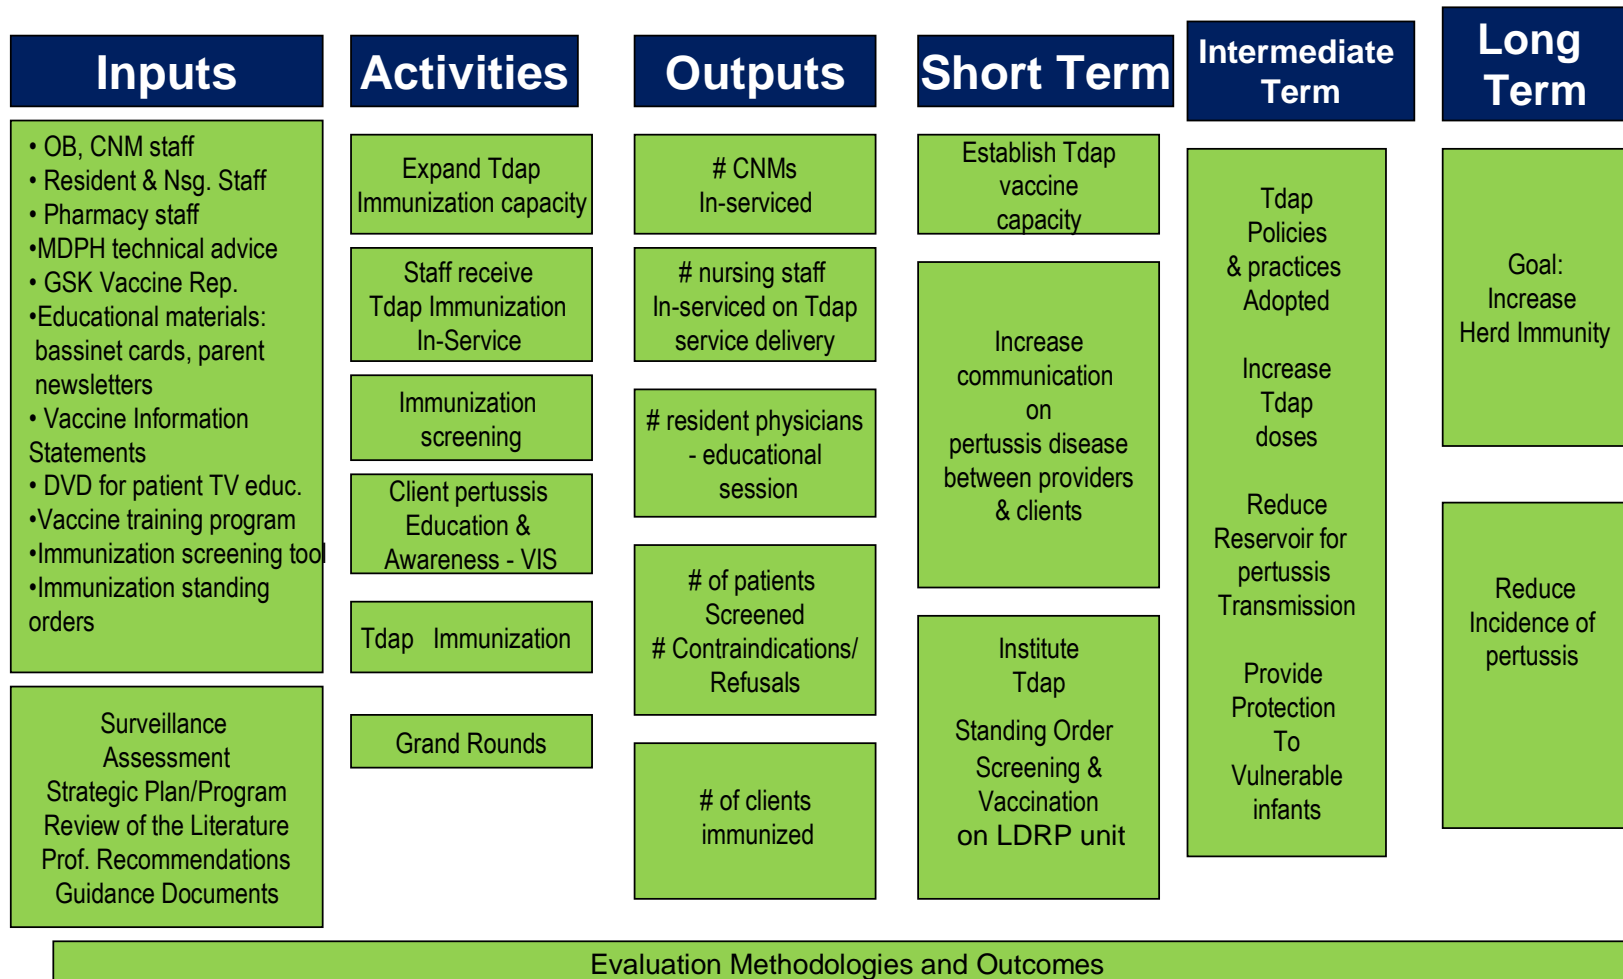 Inputs
• OB, CNM staff
• Resident & Nsg. Staff
• Pharmacy staff
•MDPH technical advice
• GSK Vaccine Rep.
•Educational materials:
bassinet cards, parent
newsletters
• Vaccine Information
Statements
• DVD for patient TV educ.
•Vaccine training program
•Immunization screening tool
•Immunization standing
orders
Surveillance
Assessment
Strategic Plan/Program
Review of the Literature
Prof. Recommendations
Guidance Documents
Activities
Expand Tdap
Immunization capacity
Staff receive
Tdap Immunization
In-Service
Immunization
screening
Client pertussis
Education &
Awareness - VIS
Tdap Immunization
Grand Rounds
Outputs
# CNMs
In-serviced
# nursing staff
In-serviced on Tdap
service delivery
# resident physicians
- educational
session
# of patients
Screened
# Contraindications/
Refusals
# of clients
immunized
Short Term
Establish Tdap
vaccine
capacity
Increase
communication
on
pertussis disease
between providers
& clients
Institute
Tdap
Standing Order
Screening &
Vaccination
on LDRP unit
Intermediate
Term
Tdap
Policies
& practices
Adopted
Increase
Tdap
doses
Reduce
Reservoir for
pertussis
Transmission
Provide
Protection
To
Vulnerable
infants
Long
Term
Goal:
Increase
Herd Immunity
Reduce
Incidence of
pertussis
Evaluation Methodologies and Outcomes